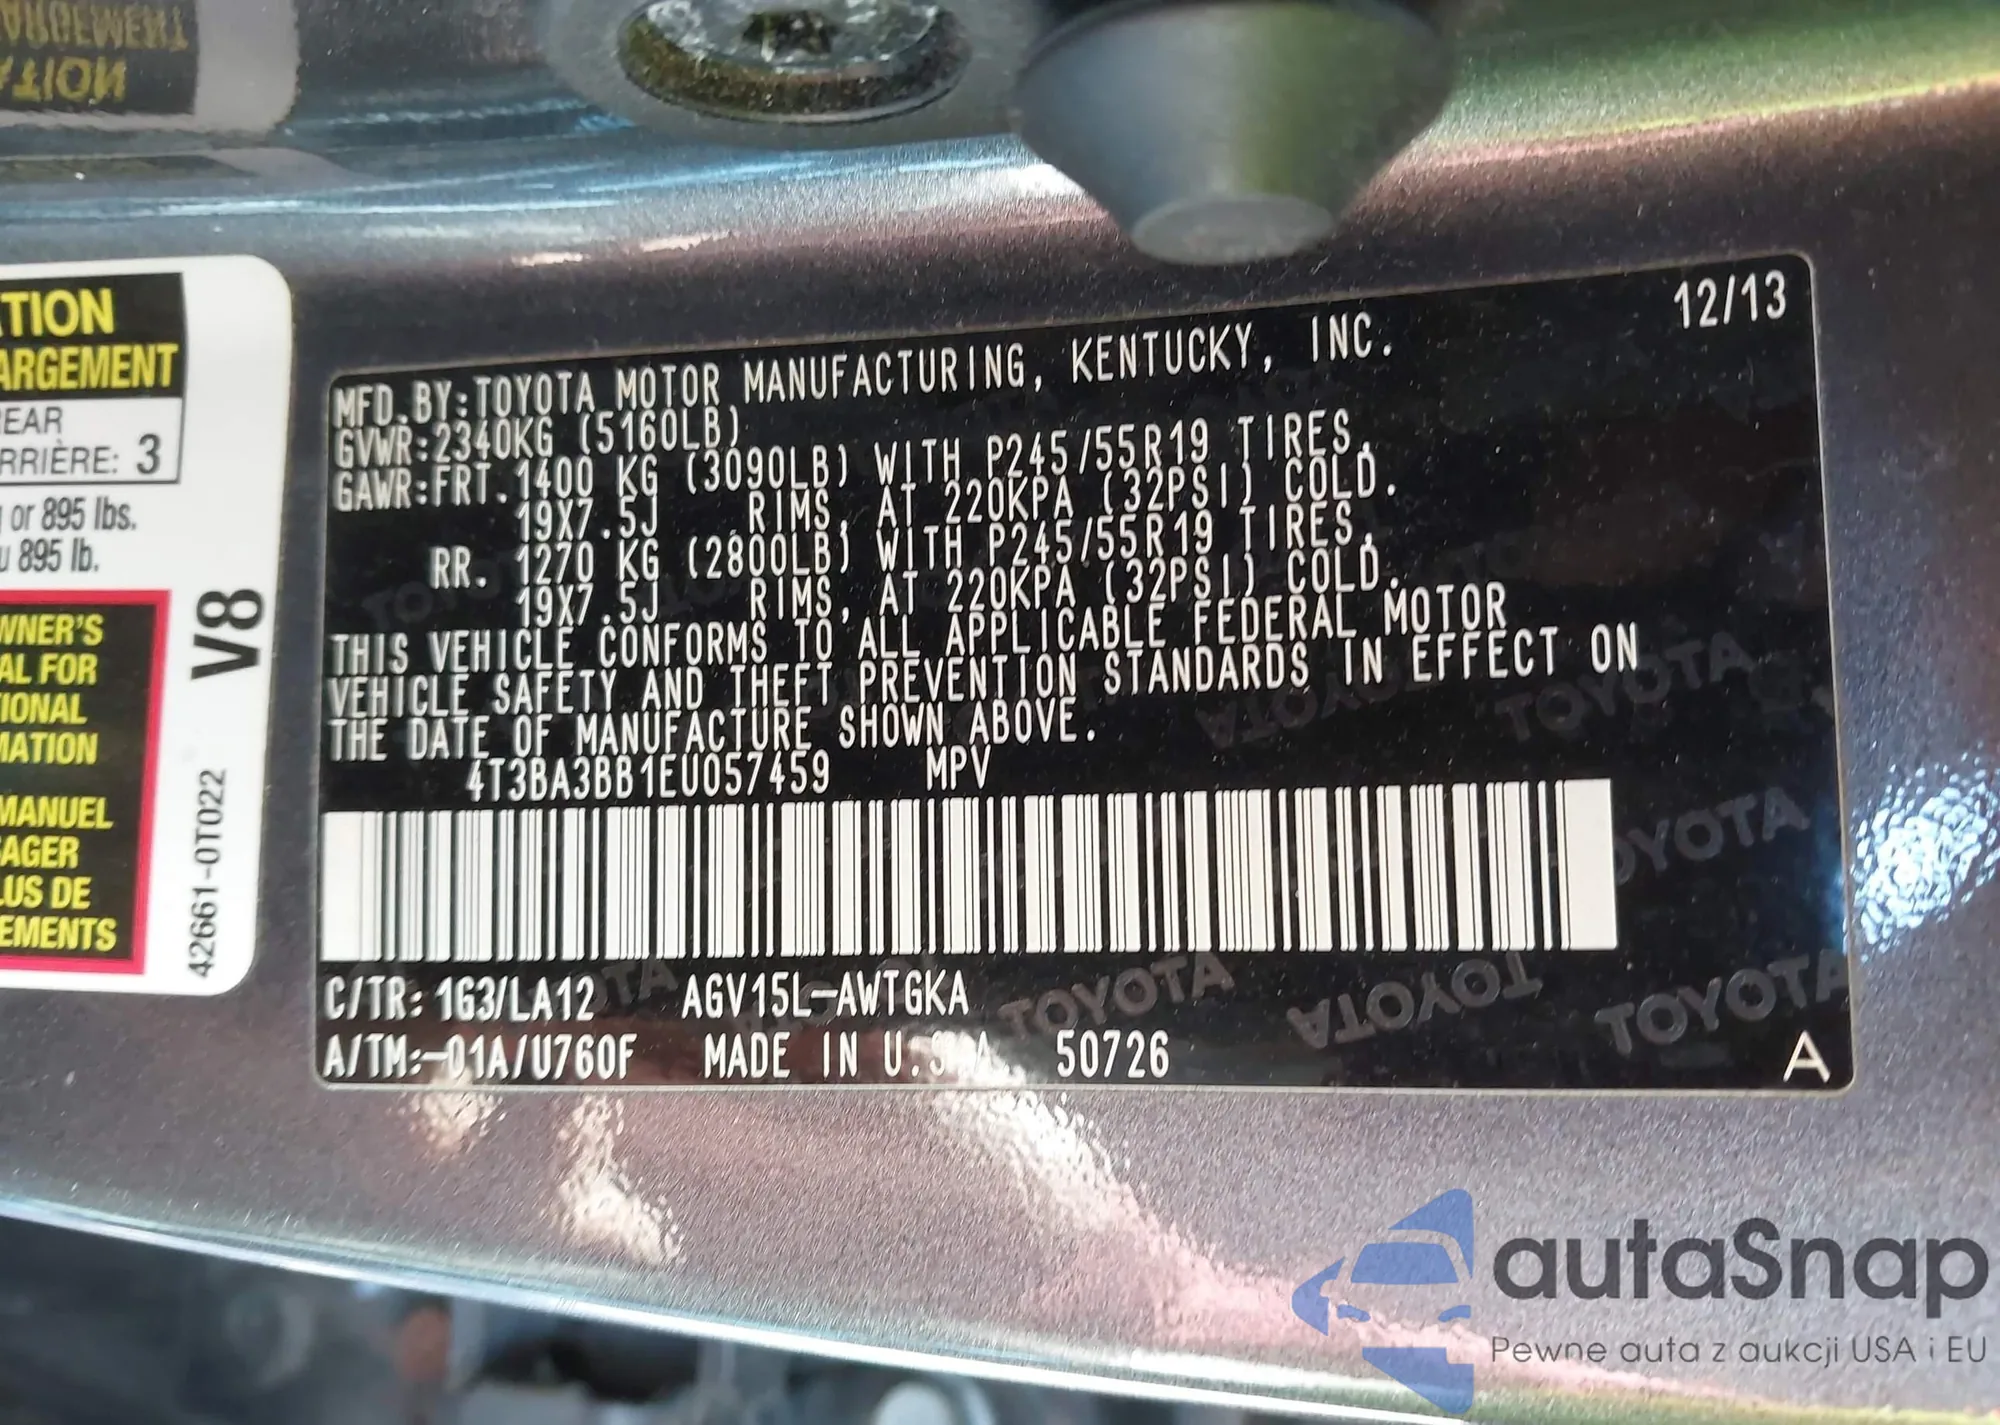 TION
ARGEMENT
REAR
RRIÈRE: 3
or 895 lbs.
u 895 lb.
WNER'S
AL FOR
TIONAL
MATION
MANUEL
AGER
LUS DE
EMENTS
V8
42661-0T022
12/13
MFD.BY:TOYOTA MOTOR MANUFACTURING, KENTUCKY, INC.
GVWR:2340KG (5160LB)
GAWR:FRT.1400 KG (3090LB) WITH P245/55R19 TIRES,
19X7.5J RIMS, AT 220KPA (32PSI) COLD.
RR. 1270 KG (2800LB) WITH P245/55R19 TIRES,
19X7.5J RIMS, AT 220KPA (32PSI) COLD.
THIS VEHICLE CONFORMS TO ALL APPLICABLE FEDERAL MOTOR
VEHICLE SAFETY AND THEFT PREVENTION STANDARDS IN EFFECT ON
THE DATE OF MANUFACTURE SHOWN ABOVE.
4T3BA3BB1EU057459 MPV
C/TR: 1G3/LA12 AGV15L-AWTGKA
A/TM:-01A/U760F MADE IN U.S.A. 50726
A
autaSnap
Pewne auta z aukcji USA i EU